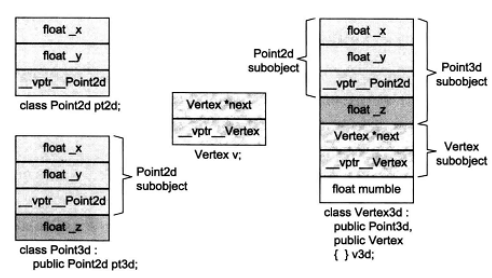 float _x
float _y
__vptr__Point2d
class Point2d pt2d;
float _x
float _y
__vptr__Point2d
float _z
Point2d
subobject
class Point3d :
public Point2d pt3d;
Vertex *next
__vptr__Vertex
Vertex v;
Point2d
subobject
float _x
float _y
__vptr__Point2d
float _z
Vertex *next
__vptr__Vertex
float mumble
Point3d
subobject
Vertex
subobject
class Vertex3d :
public Point3d,
public Vertex
{ } v3d;